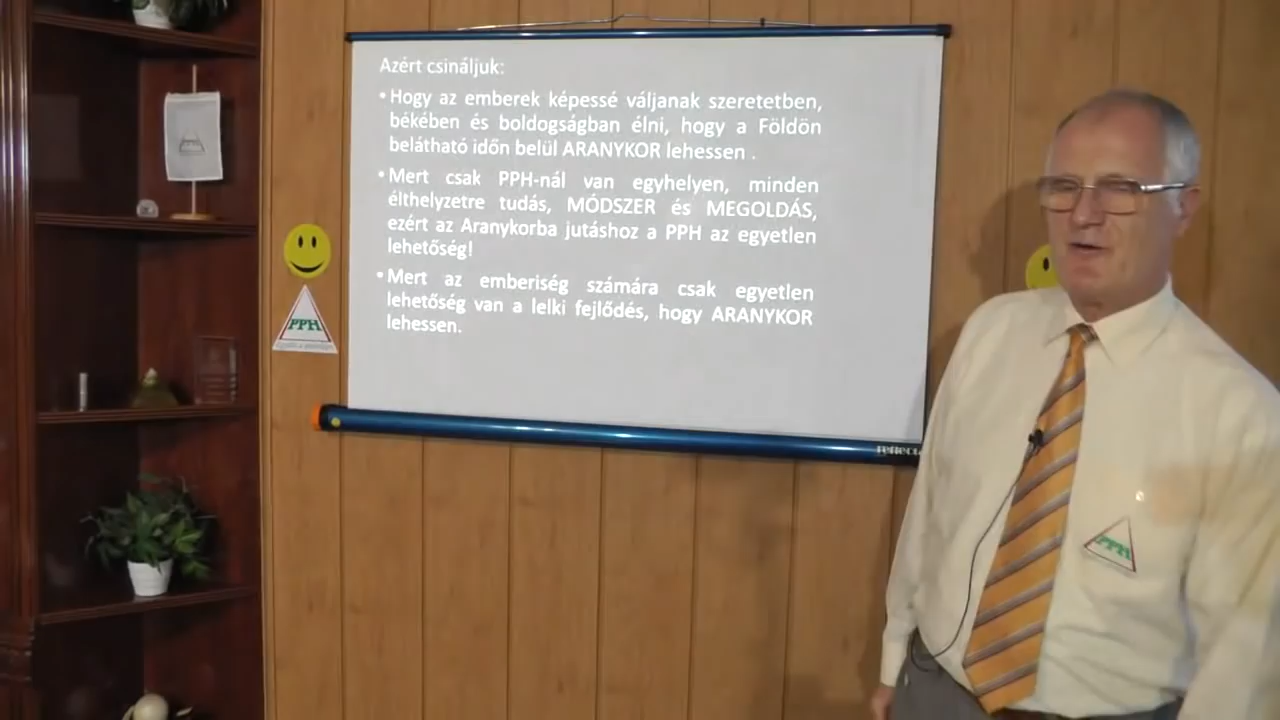 Azért csináljuk:
• Hogy az emberek képessé váljanak szeretetben,
békében és boldogságban élni, hogy a Földön
belátható időn belül ARANYKOR lehessen .
• Mert csak PPH-nál van egyhelyen, minden
élthelyzetre tudás, MÓDSZER és MEGOLDÁS,
ezért az Aranykorba jutáshoz a PPH az egyetlen
lehetőség!
• Mert az emberiség számára csak egyetlen
lehetőség van a lelki fejlődés, hogy ARANYKOR
lehessen.
PPH
PPH